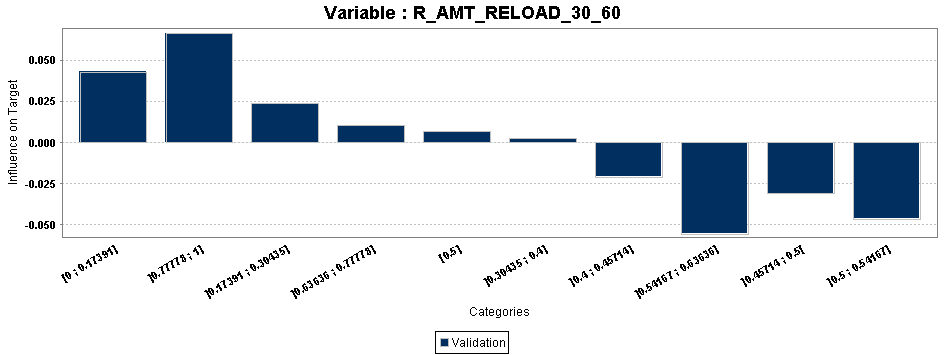 Variable : R_AMT_RELOAD_30_60
Influence on Target
0.050
0.025
0.000
-0.025
-0.050
[0 ; 0.17391]
]0.77778 ; 1]
]0.17391 ; 0.30435]
]0.63636 ; 0.77778]
[0.5]
]0.30435 ; 0.4]
]0.4 ; 0.45714]
]0.54167 ; 0.63636]
]0.45714 ; 0.5[
]0.5 ; 0.54167]
Categories
Validation